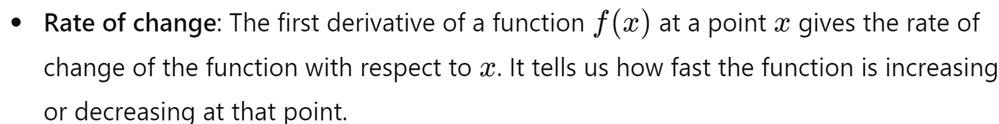 • Rate of change: The first derivative of a function f(x) at a point x gives the rate of
change of the function with respect to x. It tells us how fast the function is increasing
or decreasing at that point.